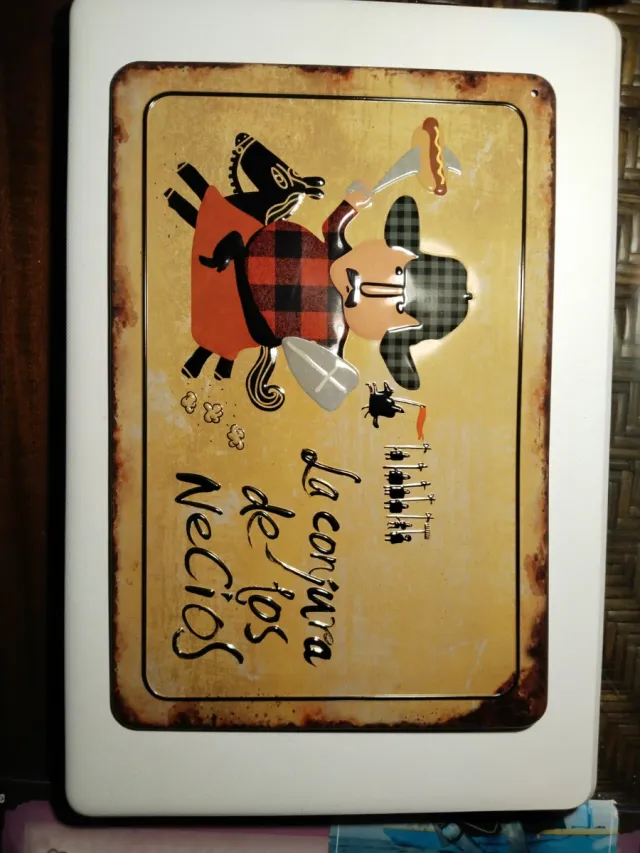 La conjura
de los
Necios